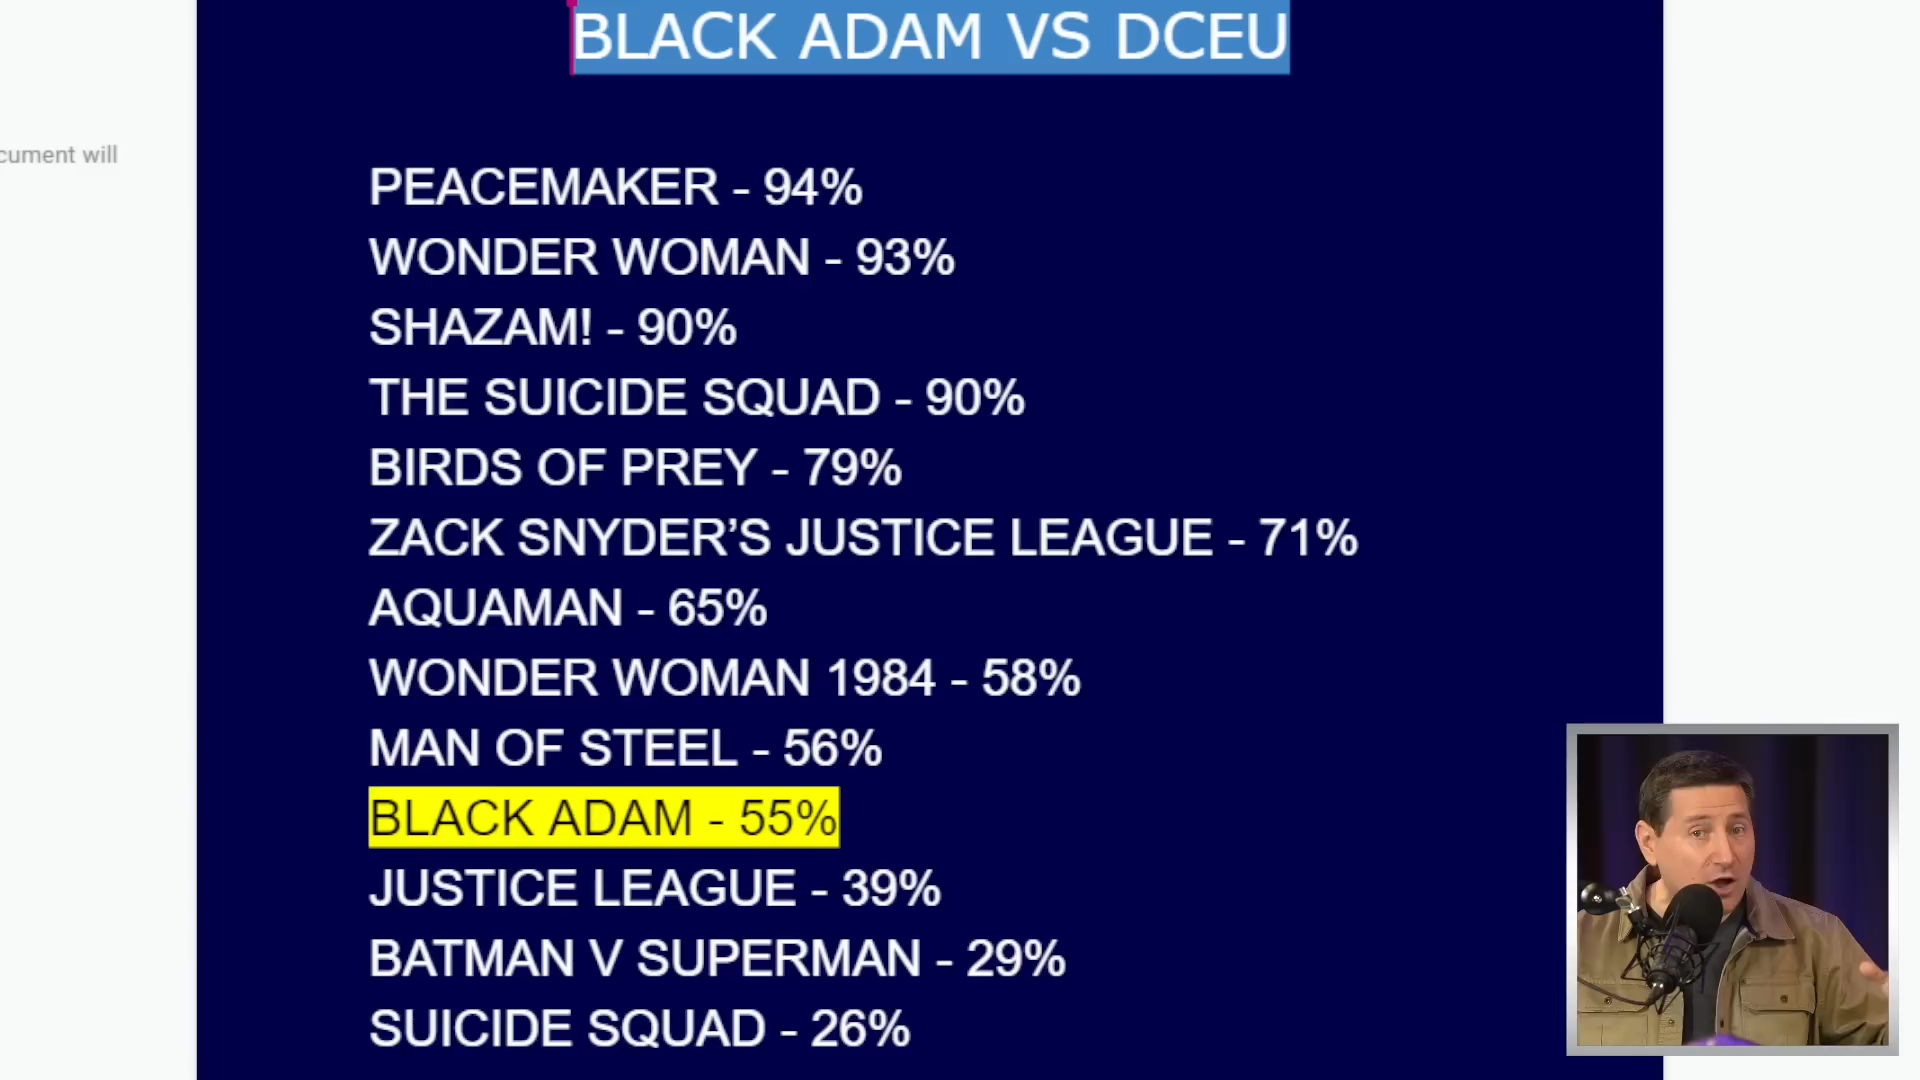 BLACK ADAM VS DCEU
cument will
PEACEMAKER - 94%
WONDER WOMAN - 93%
SHAZAM! - 90%
THE SUICIDE SQUAD - 90%
BIRDS OF PREY - 79%
ZACK SNYDER’S JUSTICE LEAGUE - 71%
AQUAMAN - 65%
WONDER WOMAN 1984 - 58%
MAN OF STEEL - 56%
BLACK ADAM - 55%
JUSTICE LEAGUE - 39%
BATMAN V SUPERMAN - 29%
SUICIDE SQUAD - 26%